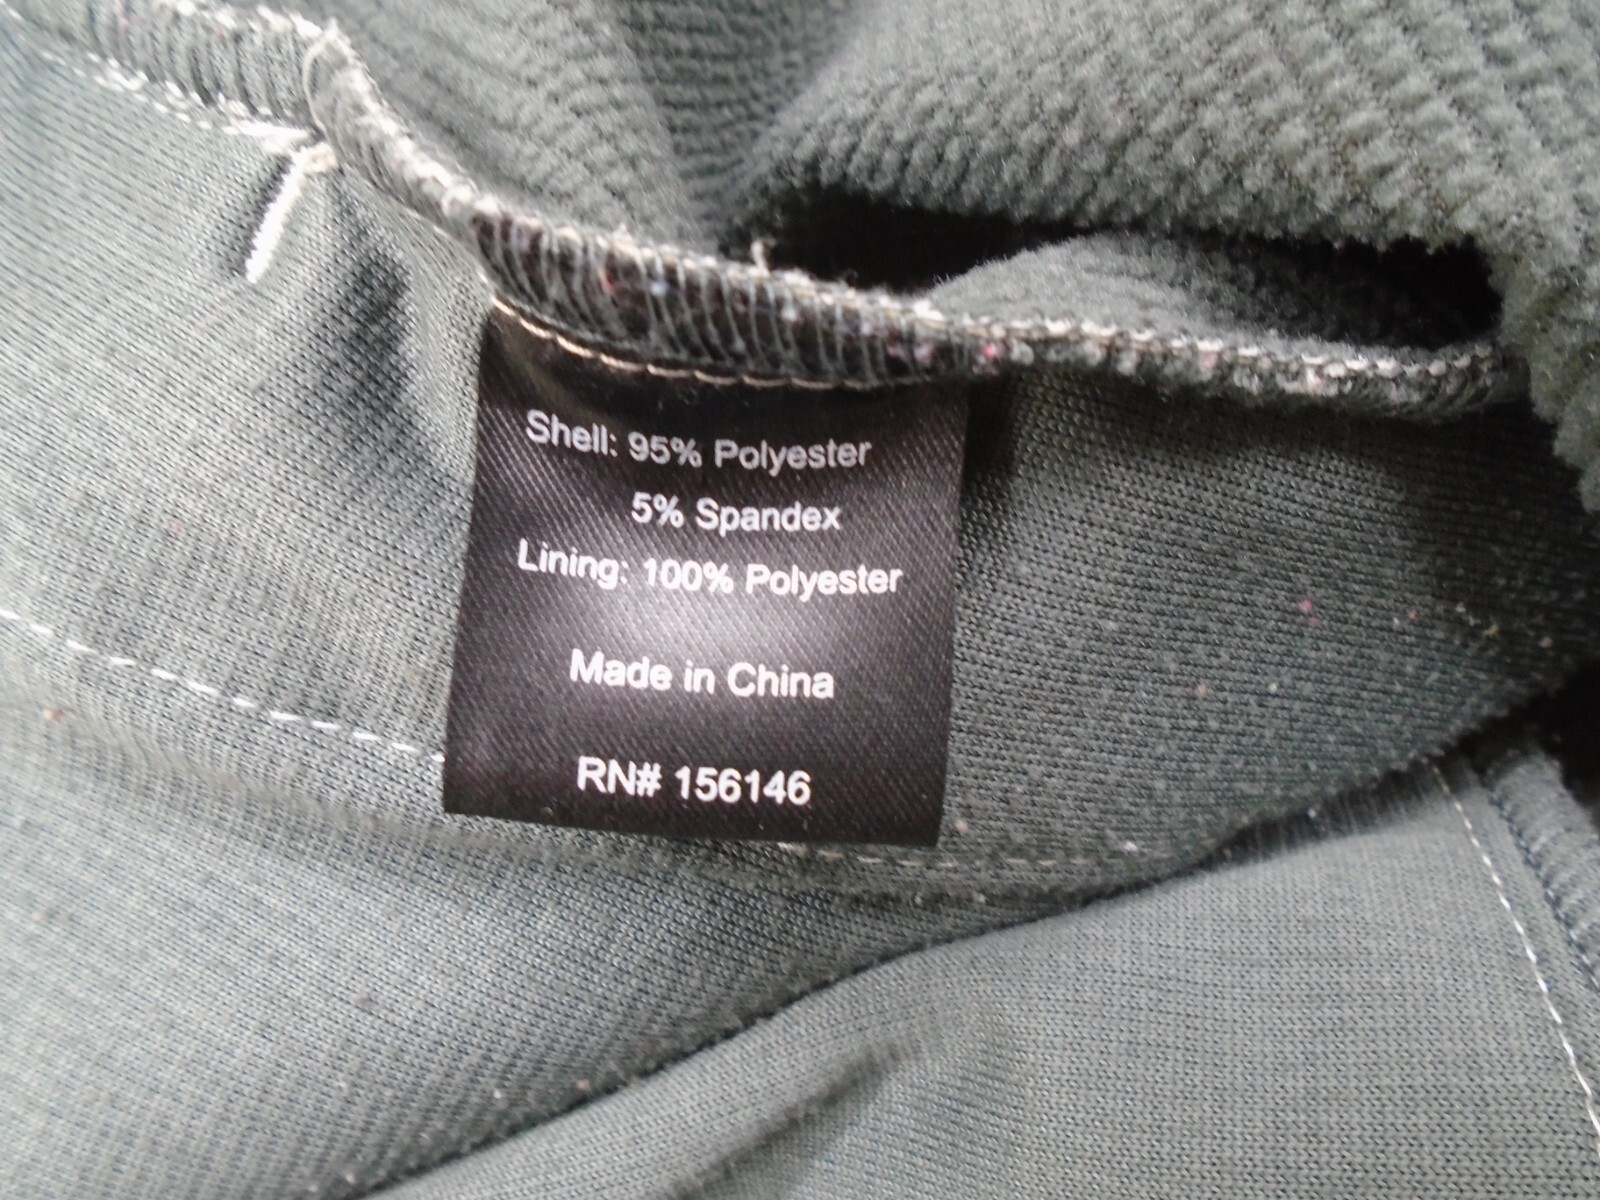 Shell: 95% Polyester
5% Spandex
Lining: 100% Polyester
Made in China
RN# 156146